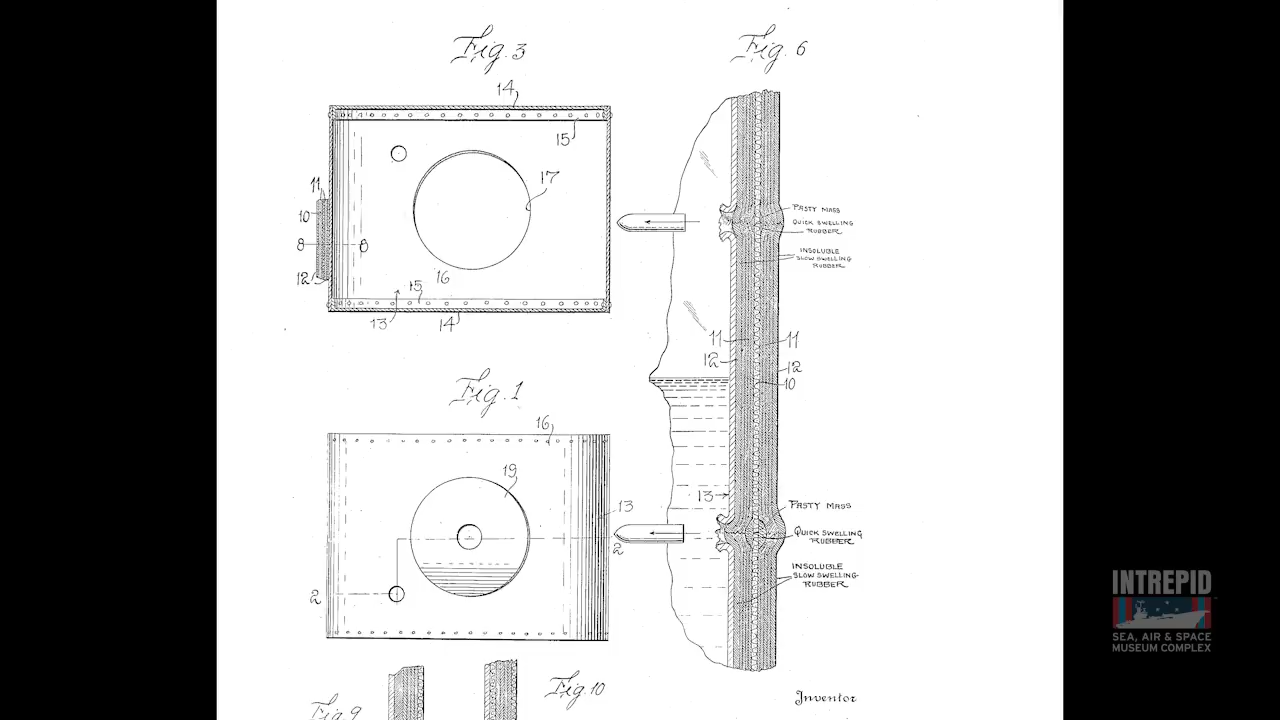 Fig. 3
14
15
17
11
10
8 8
12
16
15
13
14
Fig. 1
16
19
13
2
2
Fig. 9
Fig. 10
Fig. 6
PASTY MASS
QUICK SWELLING
RUBBER
INSOLUBLE
SLOW SWELLING
RUBBER
11 11
12 12
10
13
PASTY MASS
QUICK SWELLING
RUBBER
INSOLUBLE
SLOW SWELLING
RUBBER
Inventor
INTREPID
SEA, AIR & SPACE
MUSEUM COMPLEX